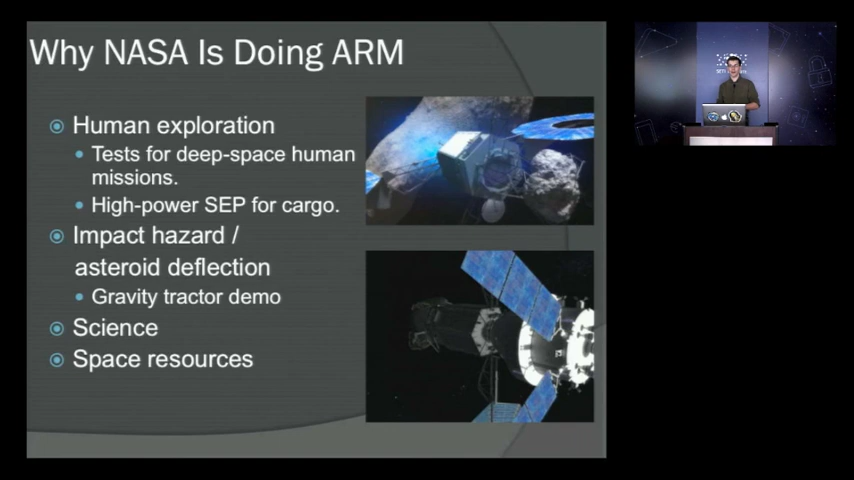 Why NASA Is Doing ARM
Human exploration
Tests for deep-space human
missions.
High-power SEP for cargo.
Impact hazard /
asteroid deflection
Gravity tractor demo
Science
Space resources